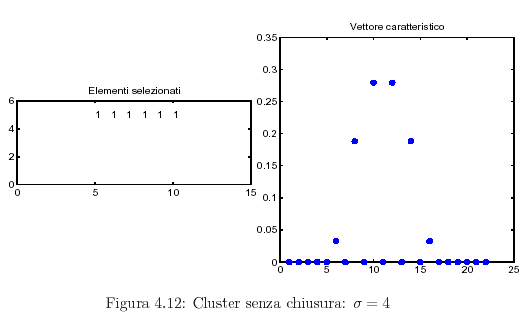 Elementi selezionati
6
4
2
0
1 1 1 1 1 1
0 5 10 15
Vettore caratteristico
0.35
0.3
0.25
0.2
0.15
0.1
0.05
0
0 5 10 15 20 25
Figura 4.12: Cluster senza chiusura: σ = 4